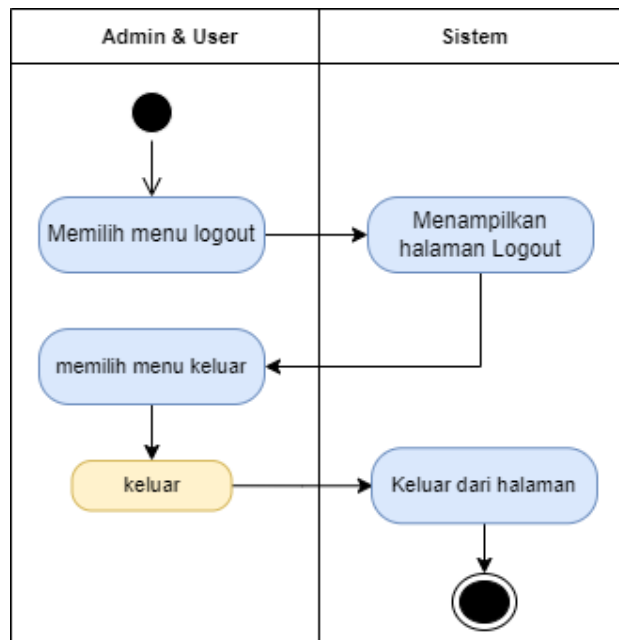 Admin & User
Sistem
Memilih menu logout
Menampilkan
halaman Logout
memilih menu keluar
keluar
Keluar dari halaman